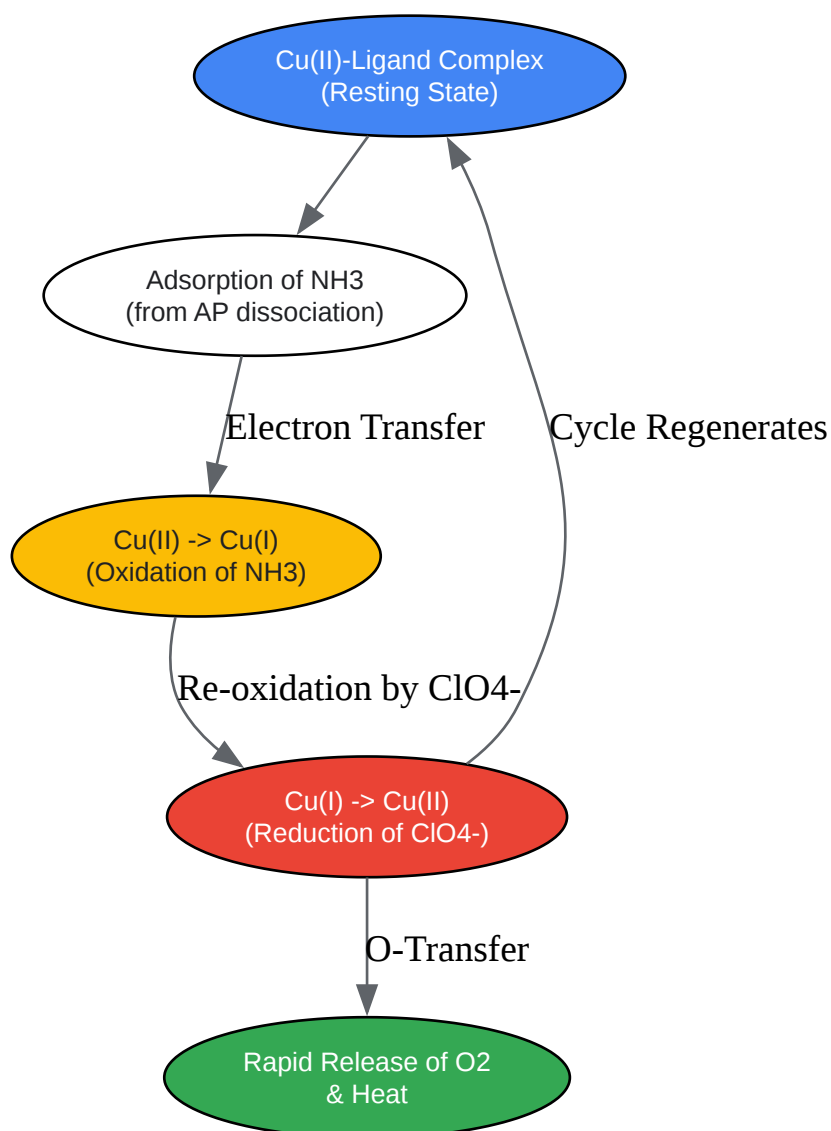 Cu(II)-Ligand Complex
(Resting State)
Adsorption of NH3
(from AP dissociation)
Electron Transfer
Cycle Regenerates
Cu(II) -> Cu(I)
(Oxidation of NH3)
Re-oxidation by ClO4-
Cu(I) -> Cu(II)
(Reduction of ClO4-)
O-Transfer
Rapid Release of O2
& Heat